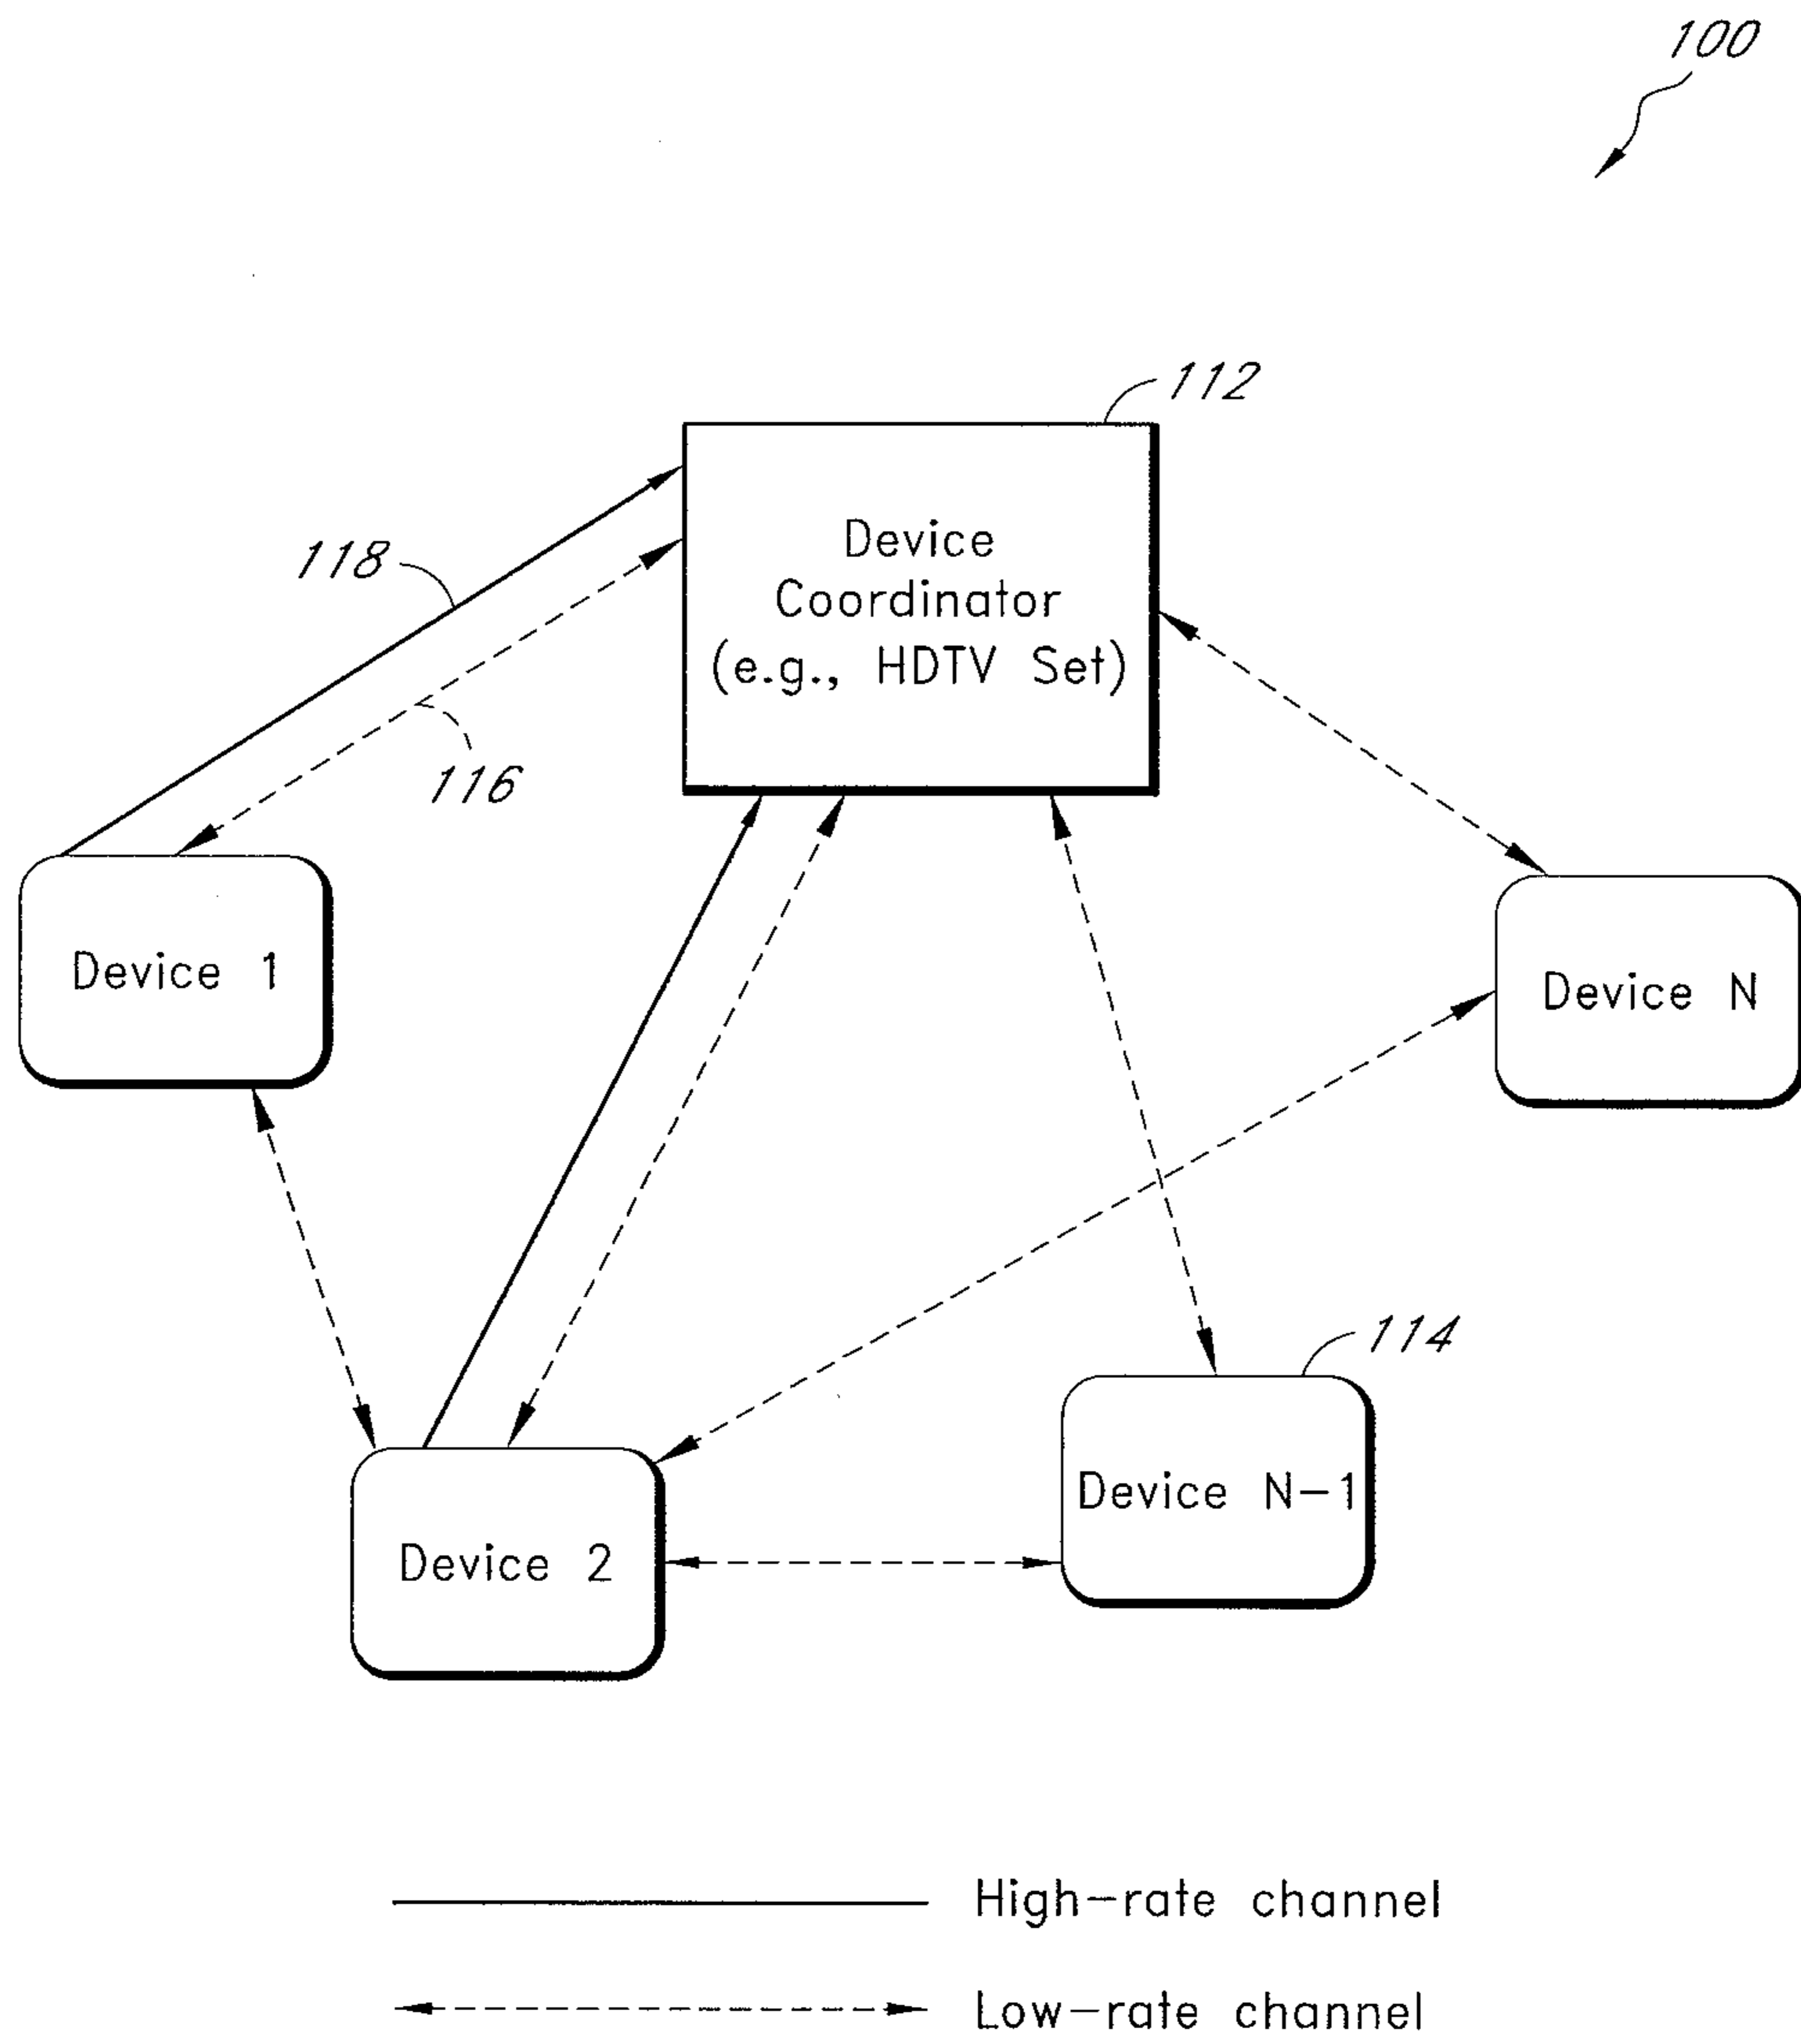 100
112
Device
Coordinator
(e.g., HDTV Set)
118
116
Device 1
Device N
114
Device N-1
Device 2
High-rate channel
Low-rate channel